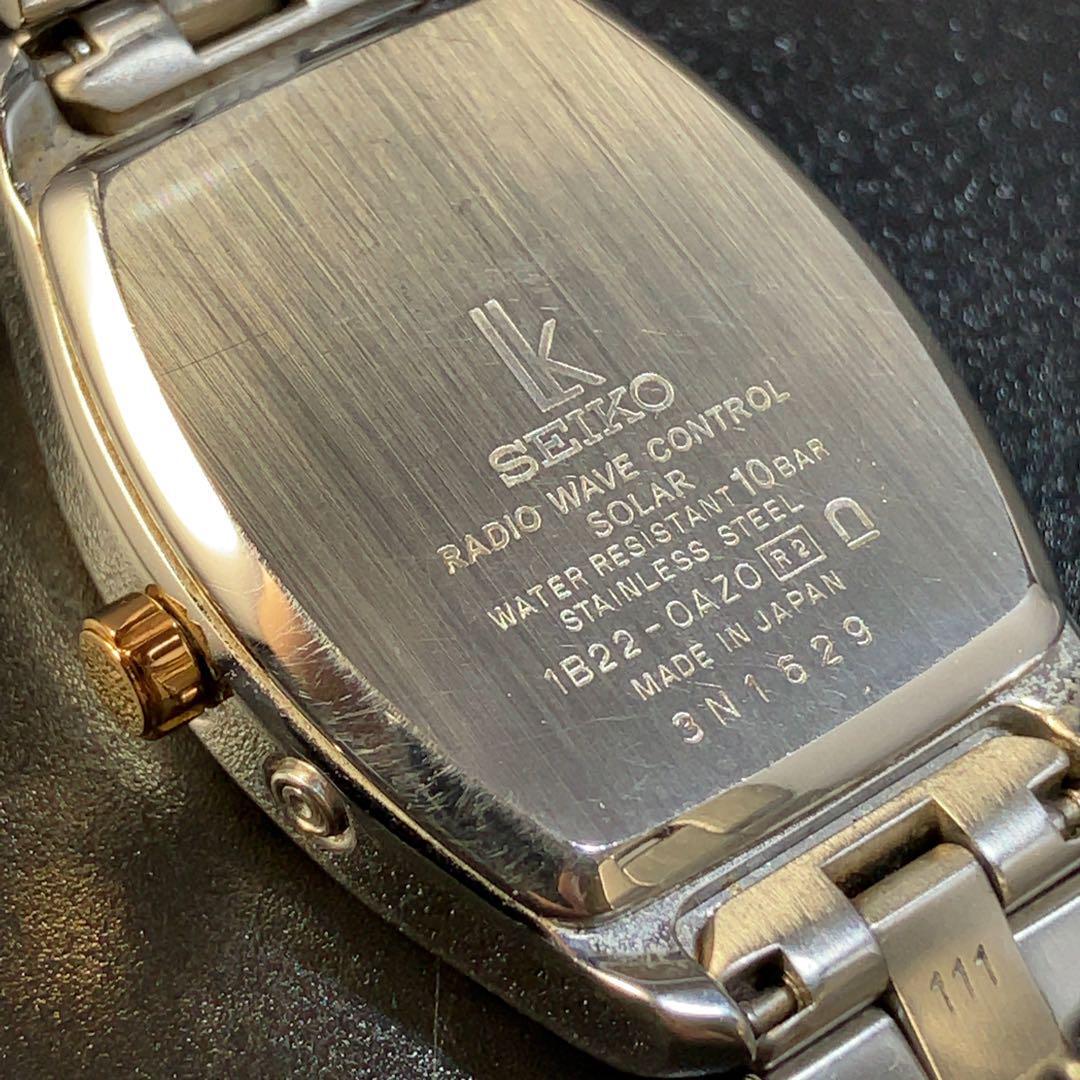 LK
SEIKO
RADIO WAVE CONTROL
SOLAR
WATER RESISTANT 10BAR
STAINLESS STEEL
1B22-0AZ0 R2
MADE IN JAPAN
3N1629
111